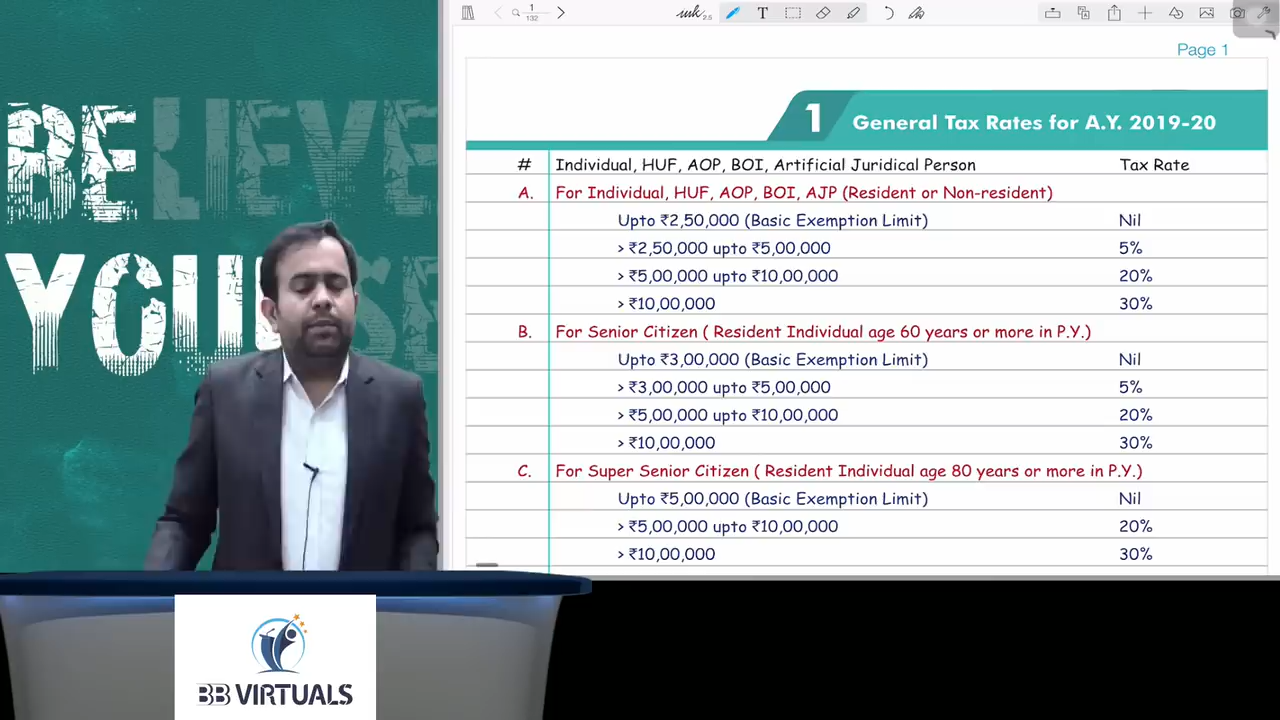 BELIEVE
YOURSE
1
132
ink 2.5
T
Page 1
1
General Tax Rates for A.Y. 2019-20
# Individual, HUF, AOP, BOI, Artificial Juridical Person Tax Rate
A. For Individual, HUF, AOP, BOI, AJP (Resident or Non-resident)
Upto ₹2,50,000 (Basic Exemption Limit) Nil
> ₹2,50,000 upto ₹5,00,000 5%
> ₹5,00,000 upto ₹10,00,000 20%
> ₹10,00,000 30%
B. For Senior Citizen ( Resident Individual age 60 years or more in P.Y.)
Upto ₹3,00,000 (Basic Exemption Limit) Nil
> ₹3,00,000 upto ₹5,00,000 5%
> ₹5,00,000 upto ₹10,00,000 20%
> ₹10,00,000 30%
C. For Super Senior Citizen ( Resident Individual age 80 years or more in P.Y.)
Upto ₹5,00,000 (Basic Exemption Limit) Nil
> ₹5,00,000 upto ₹10,00,000 20%
> ₹10,00,000 30%
BB VIRTUALS